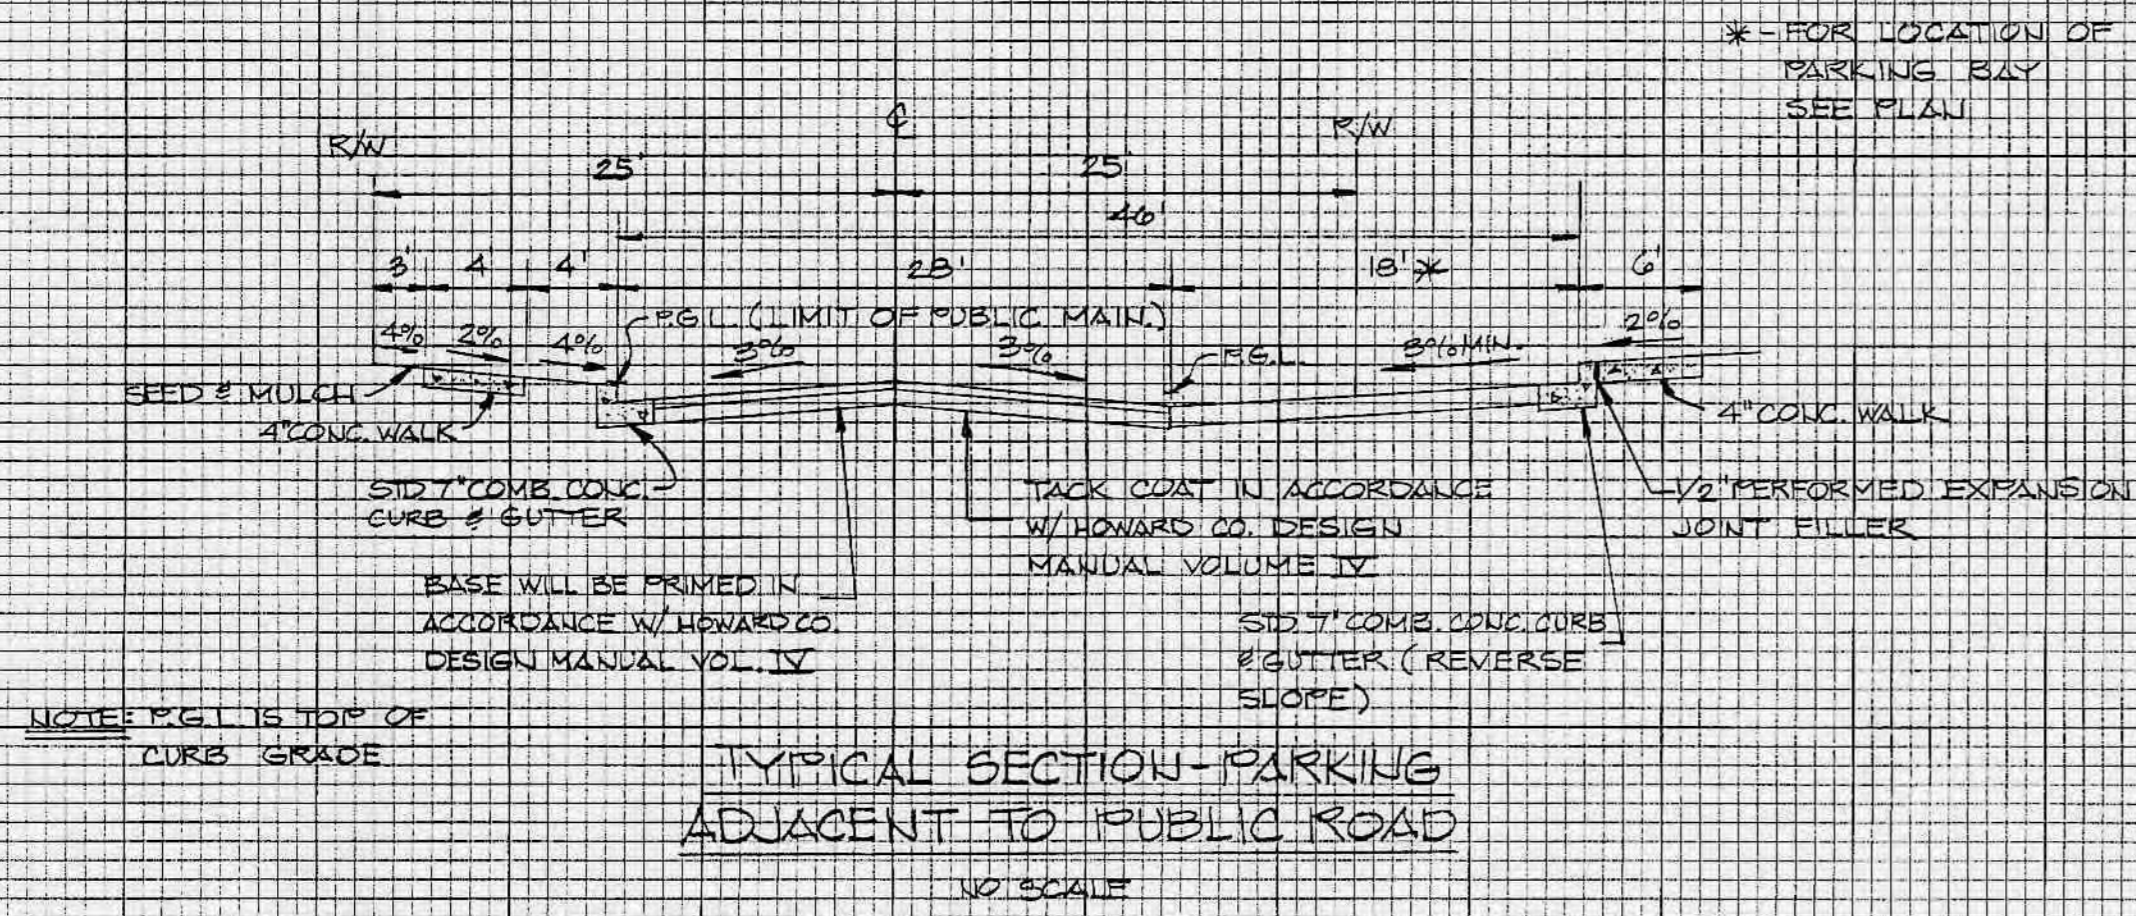 *-FOR LOCATION OF
PARKING BAY
SEE PLAN
℄
R/W
R/W
25'
25'
46'
3'
4'
4'
28'
18' *
6'
P.G.L. (LIMIT OF PUBLIC MAIN.)
4%
2%
4%
3%
3%
P.G.L.
3% MIN.
2%
SEED & MULCH
4" CONC. WALK
4" CONC. WALK
STD. 7" COMB. CONC.
CURB & GUTTER
TACK COAT IN ACCORDANCE
W/ HOWARD CO. DESIGN
MANUAL VOLUME IV
1/2" PERFORMED EXPANSION
JOINT FILLER
BASE WILL BE PRIMED IN
ACCORDANCE W/ HOWARD CO.
DESIGN MANUAL VOL. IV
STD. 7" COMB. CONC. CURB
& GUTTER (REVERSE
SLOPE)
NOTE: P.G.L. IS TOP OF
CURB GRADE
TYPICAL SECTION-PARKING
ADJACENT TO PUBLIC ROAD
NO SCALE